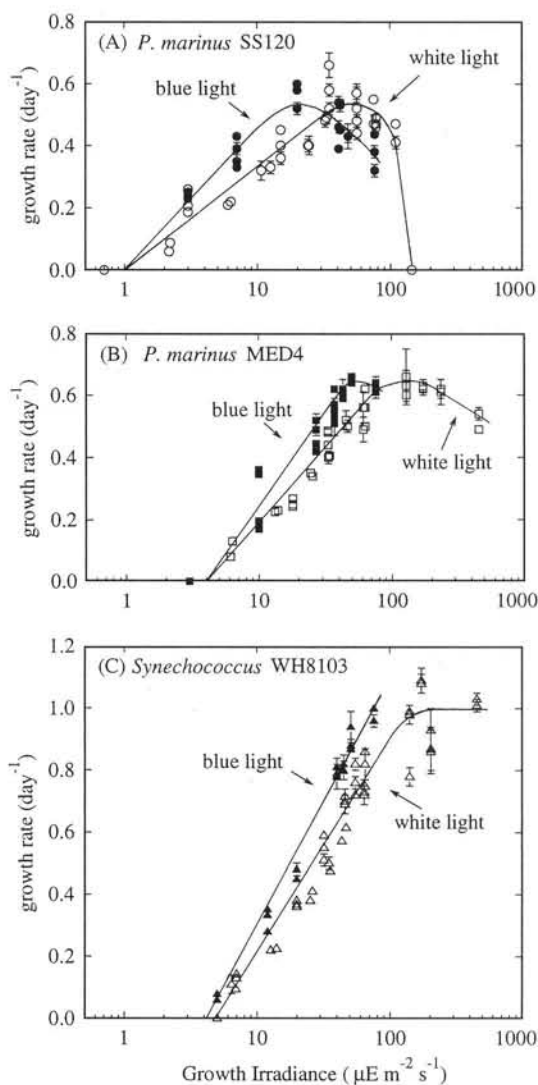 (A) P. marinus SS120
white light
blue light
growth rate (day⁻¹)
0.8
0.6
0.4
0.2
0.0
1 10 100 1000
(B) P. marinus MED4
blue light
white light
growth rate (day⁻¹)
0.8
0.6
0.4
0.2
0.0
1 10 100 1000
(C) Synechococcus WH8103
blue light
white light
growth rate (day⁻¹)
1.2
1.0
0.8
0.6
0.4
0.2
0.0
1 10 100 1000
Growth Irradiance ( μE m⁻² s⁻¹)